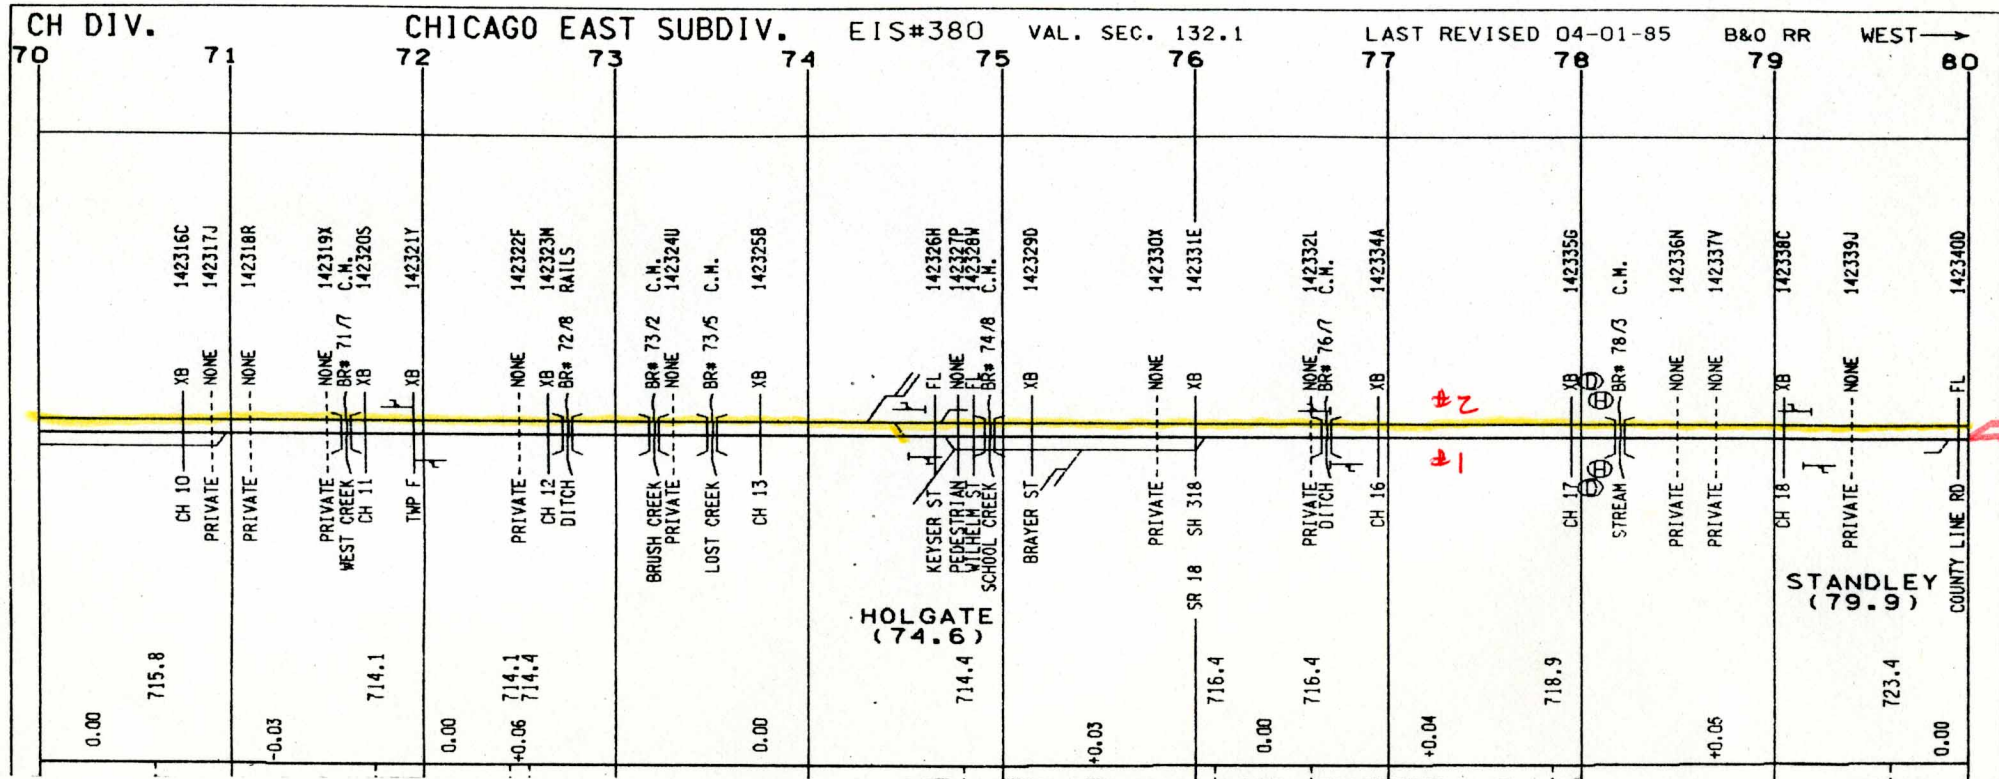 CH DIV. CHICAGO EAST SUBDIV. EIS#380 VAL. SEC. 132.1 LAST REVISED 04-01-85 B&O RR WEST→
70 71 72 73 74 75 76 77 78 79 80
CH 10 XB 142316C
PRIVATE NONE 142317J
PRIVATE NONE 142318R
PRIVATE NONE 142319X
WEST CREEK BR# 71/7 C.M.
CH 11 XB 142320S
TWP F XB 142321Y
PRIVATE NONE 142322F
CH 12 XB 142323M
DITCH BR# 72/8 RAILS
BRUSH CREEK BR# 73/2 C.M.
PRIVATE NONE 142324U
LOST CREEK BR# 73/5 C.M.
CH 13 XB 142325B
KEYSER ST FL 142326H
PEDESTRIAN NONE 142327P
WILHELM ST FL 142328W
SCHOOL CREEK BR# 74/8 C.M.
BRAYER ST XB 142329D
PRIVATE NONE 142330X
SR 18 SH 318 XB 142331E
PRIVATE NONE 142332L
DITCH BR# 76/7 C.M.
CH 16 XB 142334A
CH 17 XB 142335G
D
H
H
D
STREAM BR# 78/3 C.M.
PRIVATE NONE 142336N
PRIVATE NONE 142337V
CH 18 XB 142338C
PRIVATE NONE 142339J
COUNTY LINE RD FL 142340D
#2
#1
HOLGATE
(74.6)
STANDLEY
(79.9)
715.8 714.1 714.1 714.4 714.4 716.4 716.4 718.9 723.4
0.00 -0.03 0.00 +0.06 0.00 +0.03 0.00 +0.04 +0.05 0.00